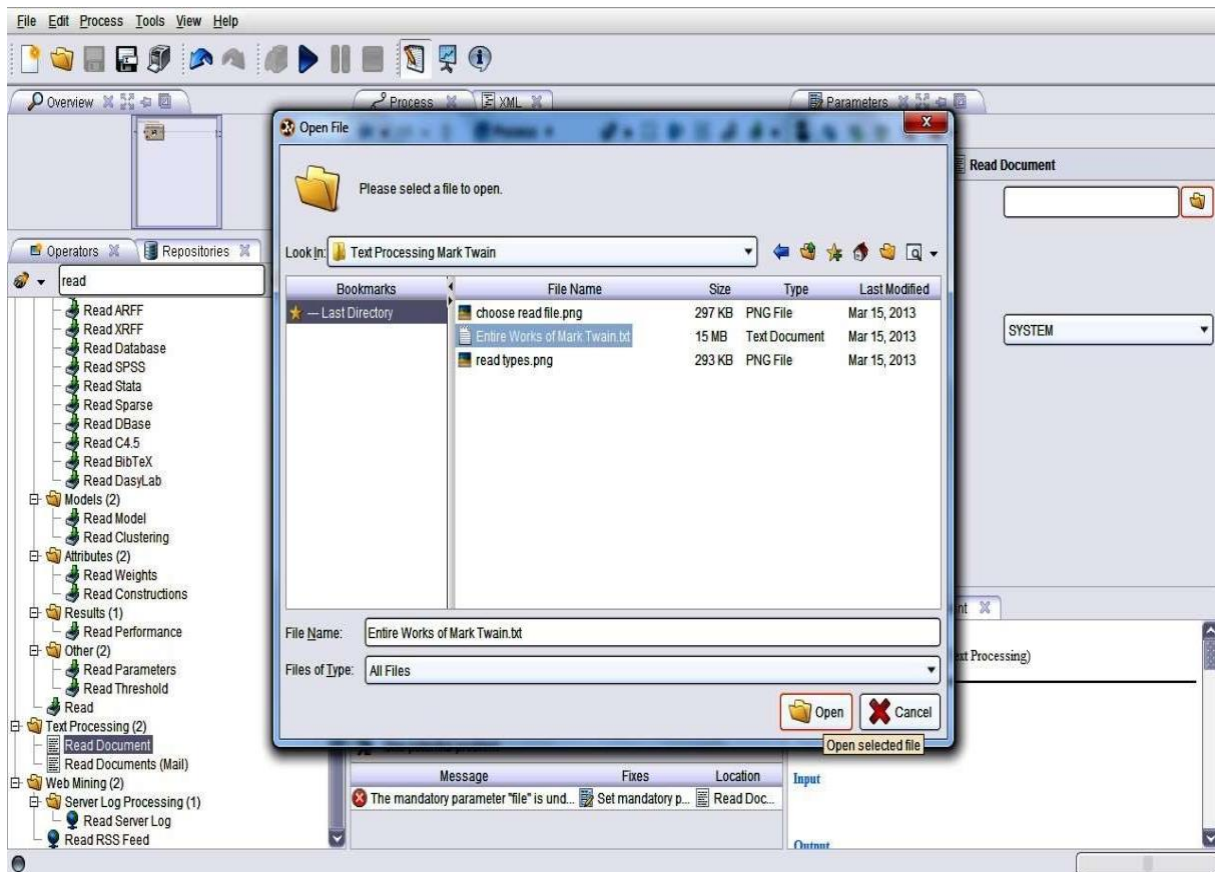 File Edit Process Tools View Help
Overview
Process
XML
Parameters
Open File
Read Document
Please select a file to open.
Look In: Text Processing Mark Twain
Operators
Repositories
read
Bookmarks
File Name Size Type Last Modified
— Last Directory
choose read file.png 297 KB PNG File Mar 15, 2013
Entire Works of Mark Twain.txt 15 MB Text Document Mar 15, 2013
read types.png 293 KB PNG File Mar 15, 2013
SYSTEM
Read ARFF
Read XRFF
Read Database
Read SPSS
Read Stata
Read Sparse
Read DBase
Read C4.5
Read BibTeX
Read DasyLab
Models (2)
Read Model
Read Clustering
Attributes (2)
Read Weights
Read Constructions
Results (1)
Read Performance
Other (2)
Read Parameters
Read Threshold
Read
Text Processing (2)
Read Document
Read Documents (Mail)
Web Mining (2)
Server Log Processing (1)
Read Server Log
Read RSS Feed
File Name: Entire Works of Mark Twain.txt
Files of Type: All Files
Open
Cancel
Open selected file
nt
ext Processing)
Message Fixes Location
The mandatory parameter "file" is und... Set mandatory p... Read Doc...
Input
Output